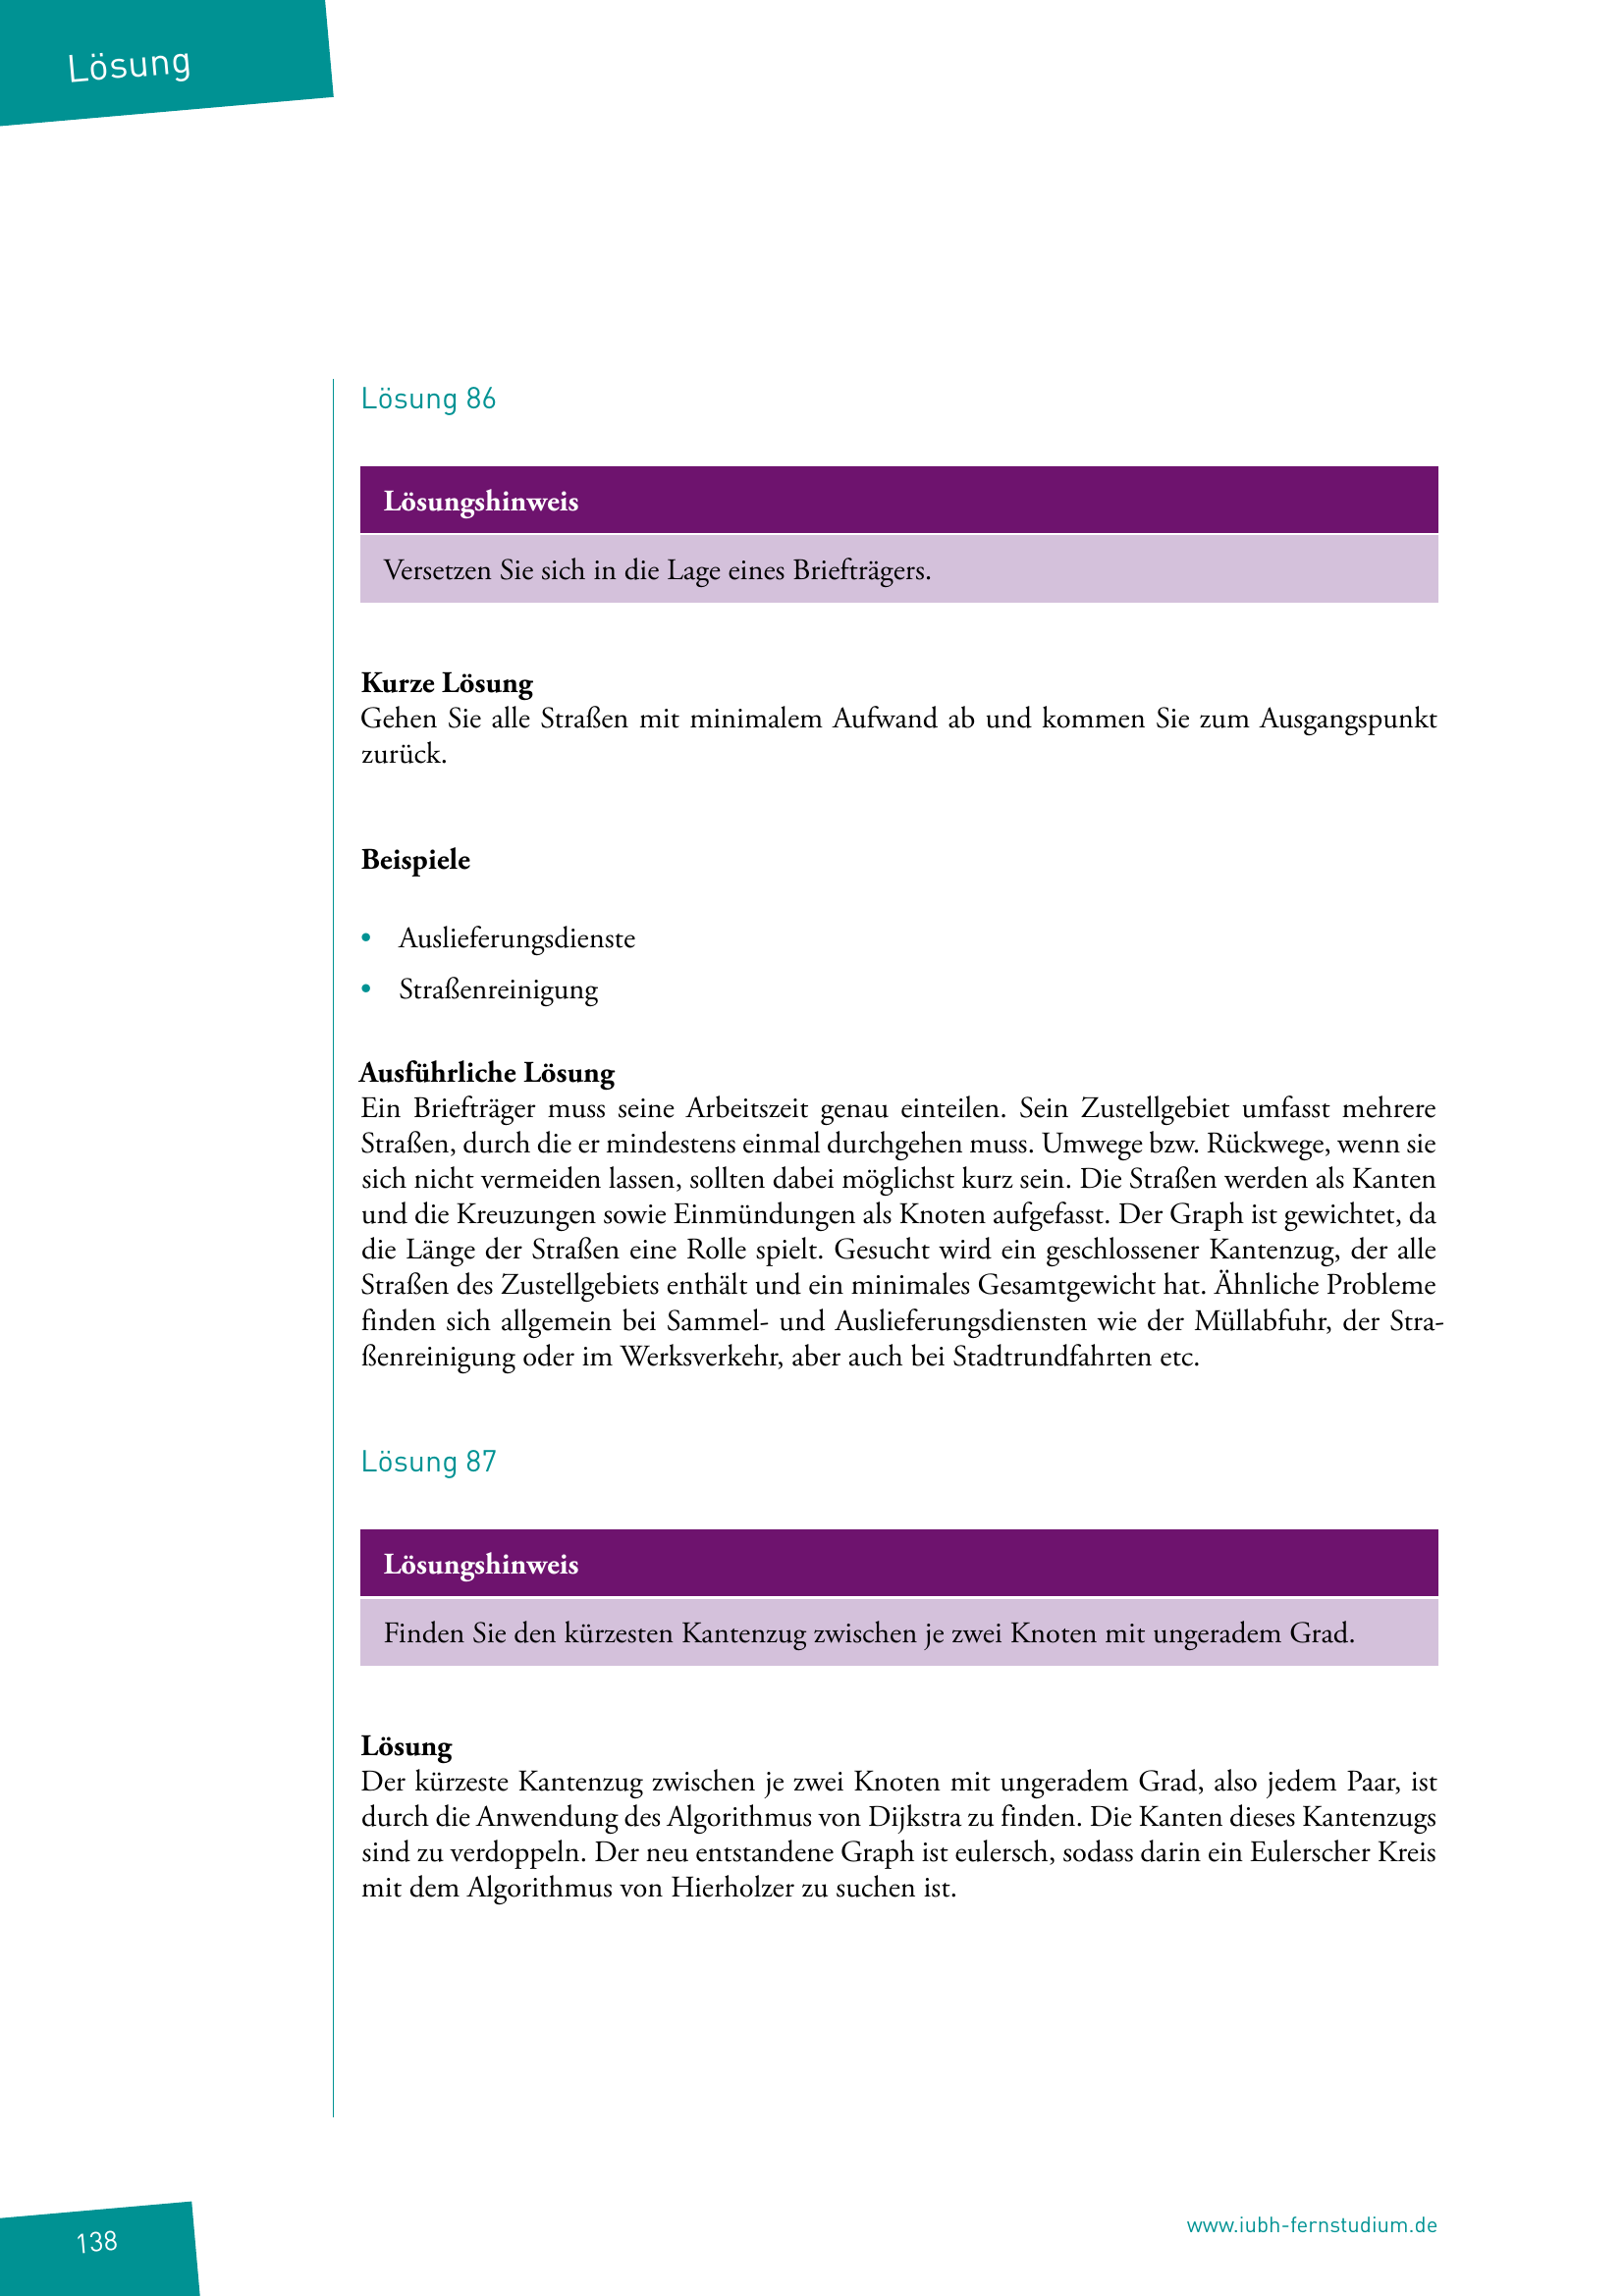 Lösung
Lösung 86
Lösungshinweis
Versetzen Sie sich in die Lage eines Briefträgers.
Kurze Lösung
Gehen Sie alle Straßen mit minimalem Aufwand ab und kommen Sie zum Ausgangspunkt
zurück.
Beispiele
• Auslieferungsdienste
• Straßenreinigung
Ausführliche Lösung
Ein Briefträger muss seine Arbeitszeit genau einteilen. Sein Zustellgebiet umfasst mehrere
Straßen, durch die er mindestens einmal durchgehen muss. Umwege bzw. Rückwege, wenn sie
sich nicht vermeiden lassen, sollten dabei möglichst kurz sein. Die Straßen werden als Kanten
und die Kreuzungen sowie Einmündungen als Knoten aufgefasst. Der Graph ist gewichtet, da
die Länge der Straßen eine Rolle spielt. Gesucht wird ein geschlossener Kantenzug, der alle
Straßen des Zustellgebiets enthält und ein minimales Gesamtgewicht hat. Ähnliche Probleme
finden sich allgemein bei Sammel- und Auslieferungsdiensten wie der Müllabfuhr, der Stra-
ßenreinigung oder im Werksverkehr, aber auch bei Stadtrundfahrten etc.
Lösung 87
Lösungshinweis
Finden Sie den kürzesten Kantenzug zwischen je zwei Knoten mit ungeradem Grad.
Lösung
Der kürzeste Kantenzug zwischen je zwei Knoten mit ungeradem Grad, also jedem Paar, ist
durch die Anwendung des Algorithmus von Dijkstra zu finden. Die Kanten dieses Kantenzugs
sind zu verdoppeln. Der neu entstandene Graph ist eulersch, sodass darin ein Eulerscher Kreis
mit dem Algorithmus von Hierholzer zu suchen ist.
138
www.iubh-fernstudium.de